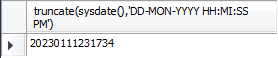 truncate(sysdate(),'DD-MON-YYYY HH:MI:SS
PM')
20230111231734